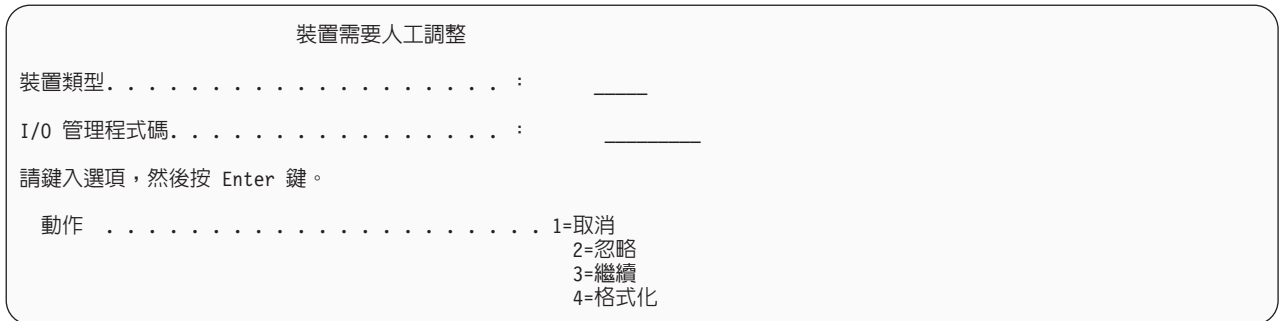 裝置需要人工調整
裝置類型. . . . . . . . . . . . . . . . . . . : _____
I/O 管理程式碼. . . . . . . . . . . . . . . . : _________
請鍵入選項，然後按 Enter 鍵。
動作 . . . . . . . . . . . . . . . . . . . . . 1=取消
2=忽略
3=繼續
4=格式化